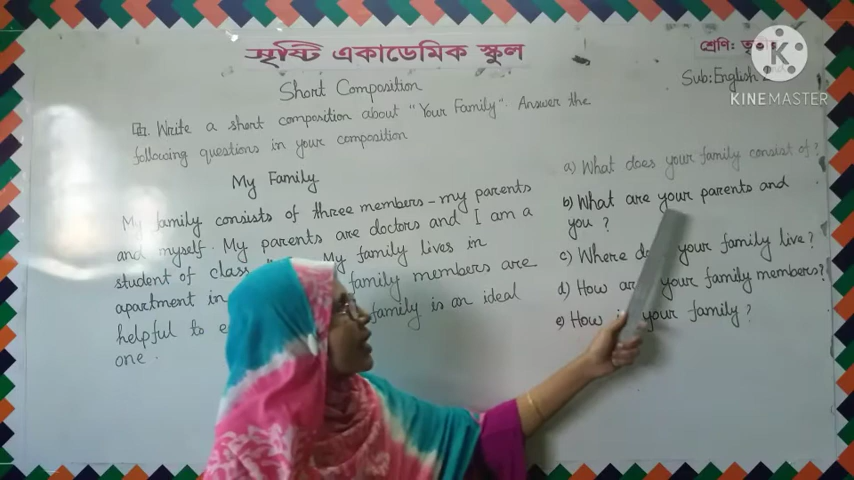 সৃষ্টি একাডেমিক স্কুল
শ্রেণি:
Sub: English
KINEMASTER
Short Composition
Write a short composition about "Your Family". Answer the
following questions in your composition
My Family
My family consists of three members - my parents
and myself. My parents are doctors and I am a
student of class My family lives in
apartment in family members are
helpful to family is an ideal
one.
a) What does your family consist of?
b) What are your parents and
you?
c) Where your family live?
d) How your family members?
e) How your family?